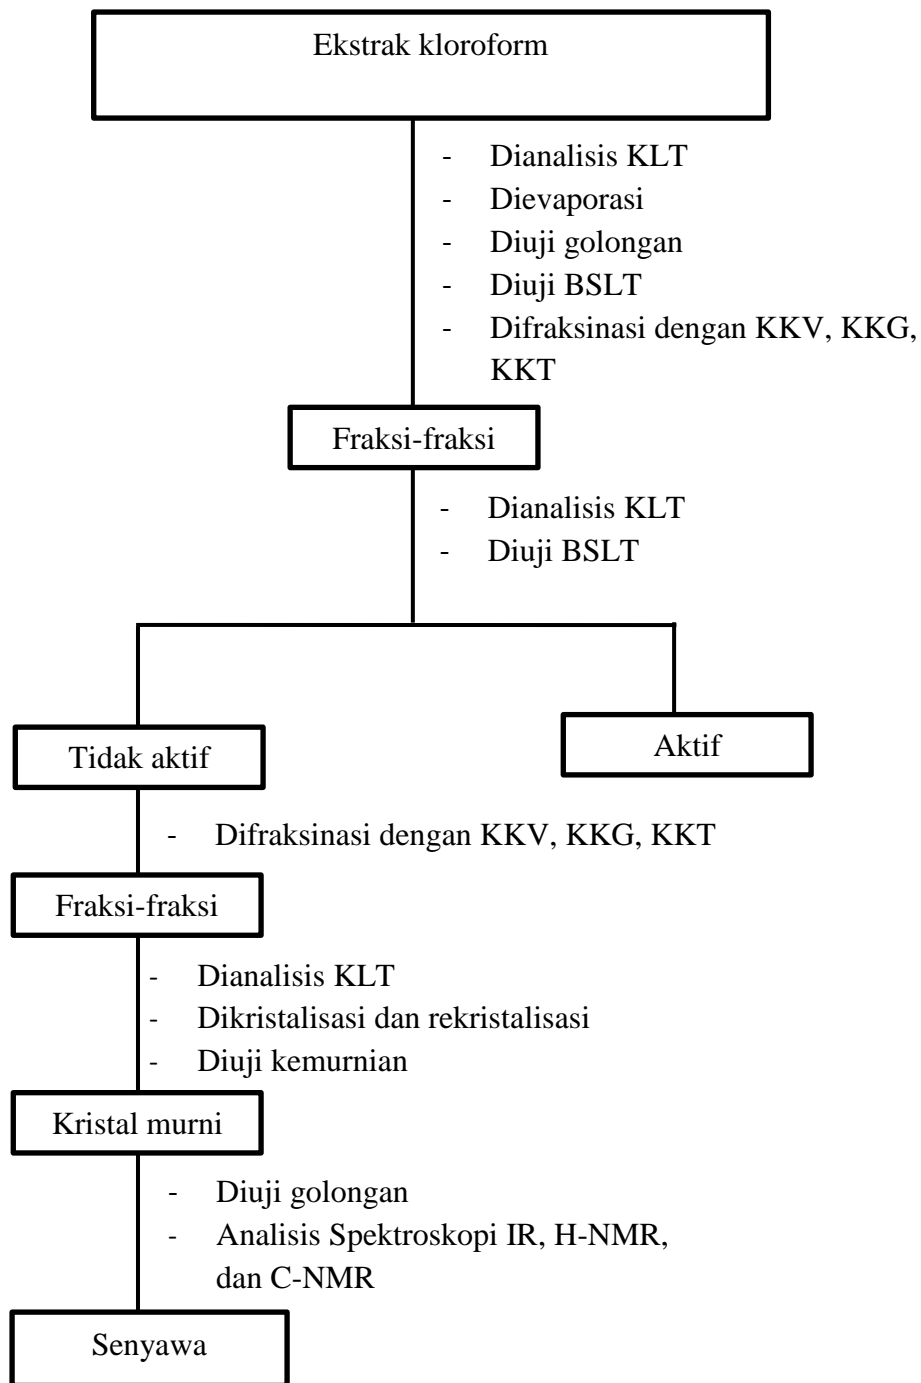 Ekstrak kloroform
- Dianalisis KLT
- Dievaporasi
- Diuji golongan
- Diuji BSLT
- Difraksinasi dengan KKV, KKG,
KKT
Fraksi-fraksi
- Dianalisis KLT
- Diuji BSLT
Tidak aktif
Aktif
- Difraksinasi dengan KKV, KKG, KKT
Fraksi-fraksi
- Dianalisis KLT
- Dikristalisasi dan rekristalisasi
- Diuji kemurnian
Kristal murni
- Diuji golongan
- Analisis Spektroskopi IR, H-NMR,
dan C-NMR
Senyawa